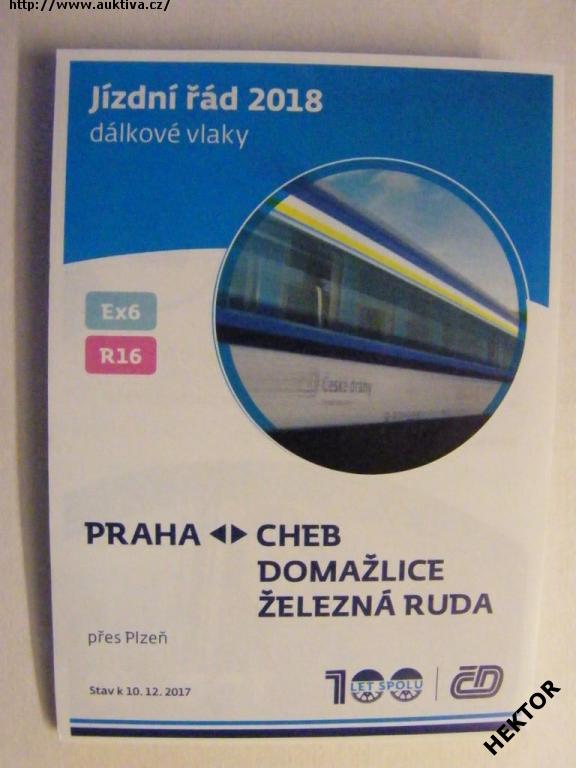 http://www.auktiva.cz/
Jízdní řád 2018
dálkové vlaky
Ex6
R16
České dráhy
PRAHA ◄► CHEB
DOMAŽLICE
ŽELEZNÁ RUDA
přes Plzeň
Stav k 10. 12. 2017
100
LET SPOLU
ČD
HEKTOR